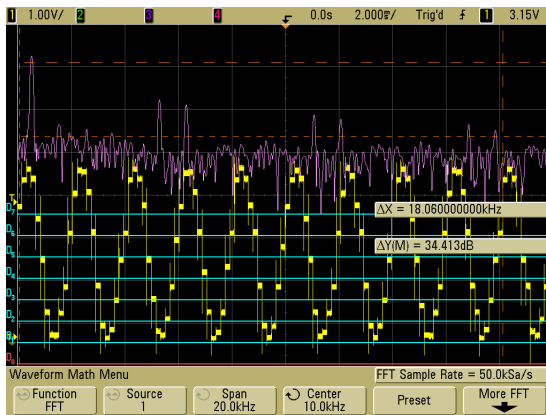 1 1.00V/ 2 3 4 0.0s 2.000m/ Trig'd 1 3.15V
T
D7
D6
D5
D4
D3
D2
D0
ΔX = 18.060000000kHz
ΔY(M) = 34.413dB
Waveform Math Menu
FFT Sample Rate = 50.0kSa/s
Function Source Span Center Preset More FFT
FFT 1 20.0kHz 10.0kHz